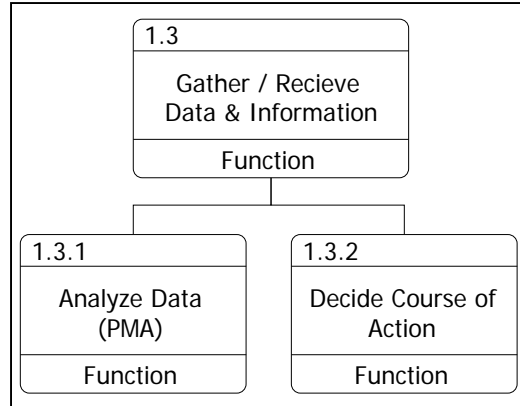 1.3
Gather / Recieve
Data & Information
Function
1.3.1
Analyze Data
(PMA)
Function
1.3.2
Decide Course of
Action
Function